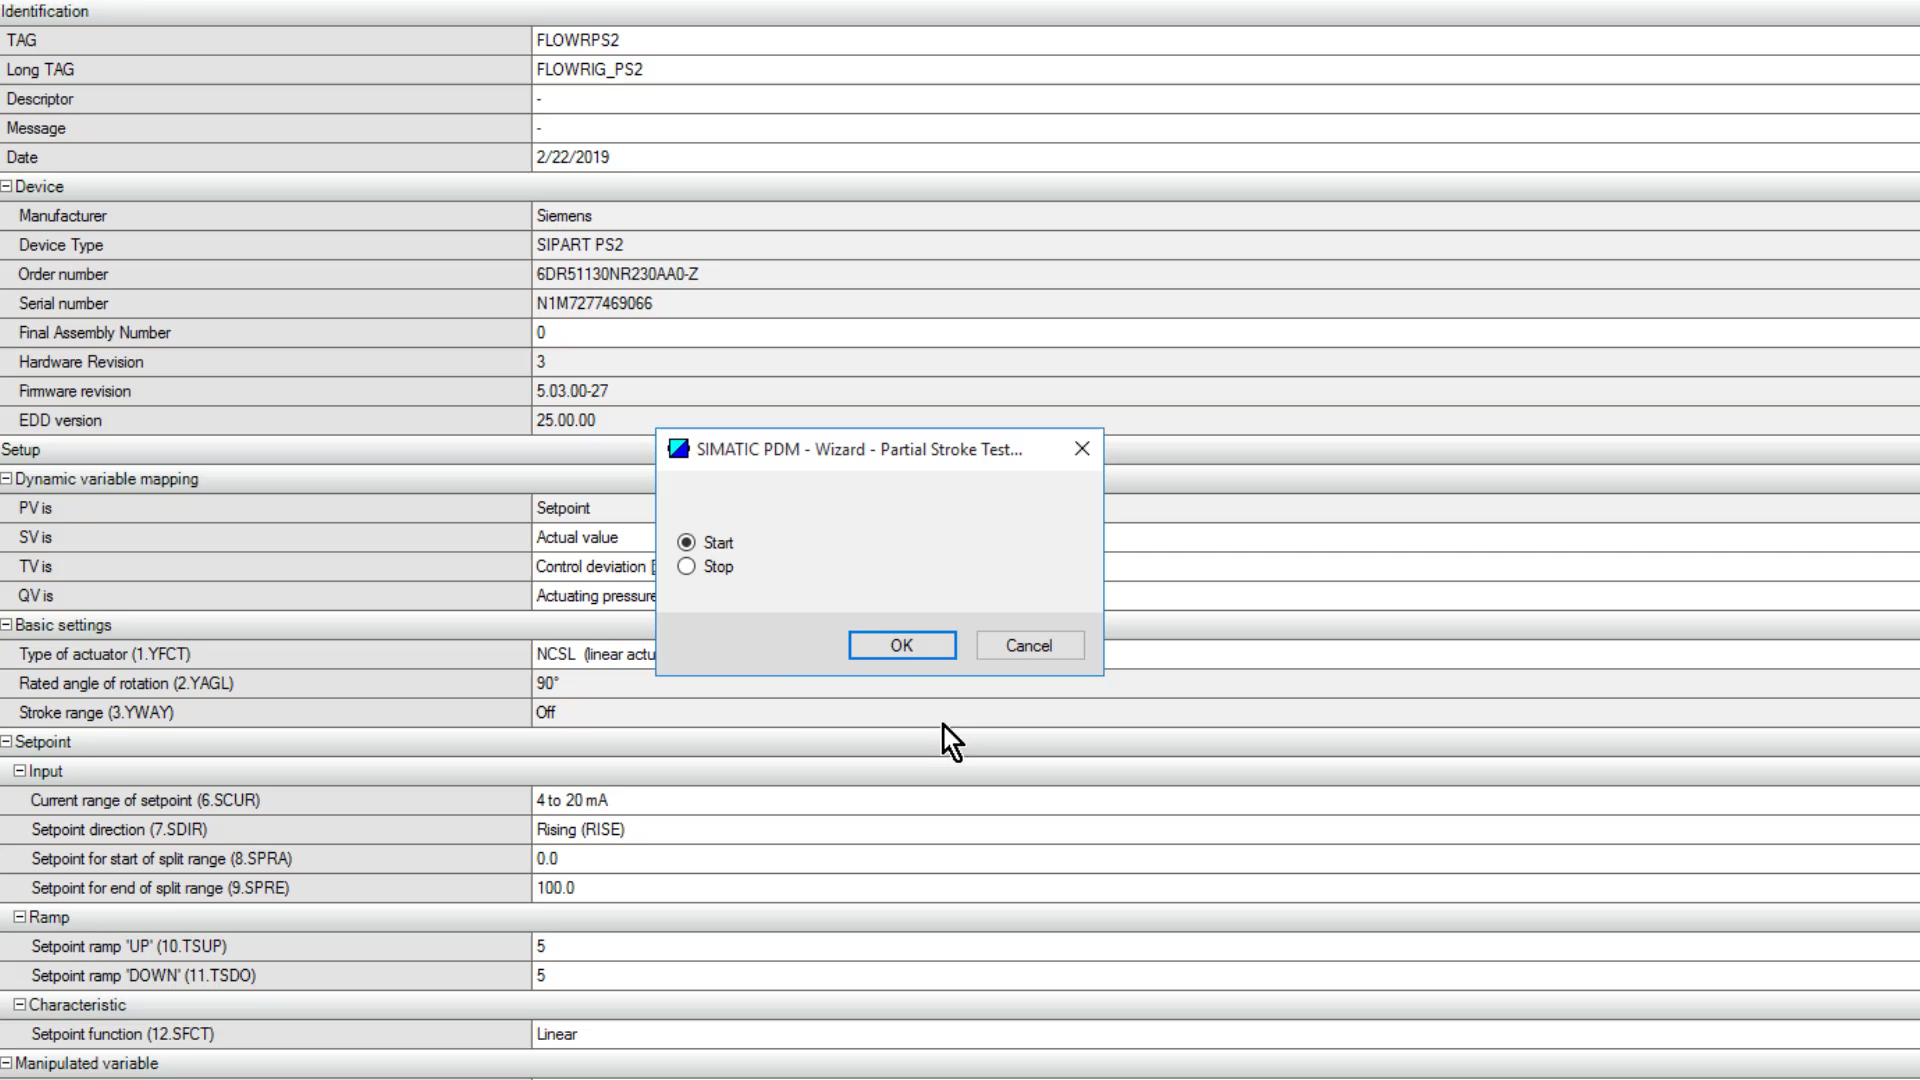 Identification
TAG FLOWRPS2
Long TAG FLOWRIG_PS2
Descriptor -
Message -
Date 2/22/2019
Device
Manufacturer Siemens
Device Type SIPART PS2
Order number 6DR51130NR230AA0-Z
Serial number N1M7277469066
Final Assembly Number 0
Hardware Revision 3
Firmware revision 5.03.00-27
EDD version 25.00.00
Setup
Dynamic variable mapping
PV is Setpoint
SV is Actual value
TV is Control deviation [
QV is Actuating pressure
Basic settings
Type of actuator (1.YFCT) NCSL (linear actu
Rated angle of rotation (2.YAGL) 90°
Stroke range (3.YWAY) Off
Setpoint
Input
Current range of setpoint (6.SCUR) 4 to 20 mA
Setpoint direction (7.SDIR) Rising (RISE)
Setpoint for start of split range (8.SPRA) 0.0
Setpoint for end of split range (9.SPRE) 100.0
Ramp
Setpoint ramp 'UP' (10.TSUP) 5
Setpoint ramp 'DOWN' (11.TSDO) 5
Characteristic
Setpoint function (12.SFCT) Linear
Manipulated variable
SIMATIC PDM - Wizard - Partial Stroke Test...
Start
Stop
OK Cancel